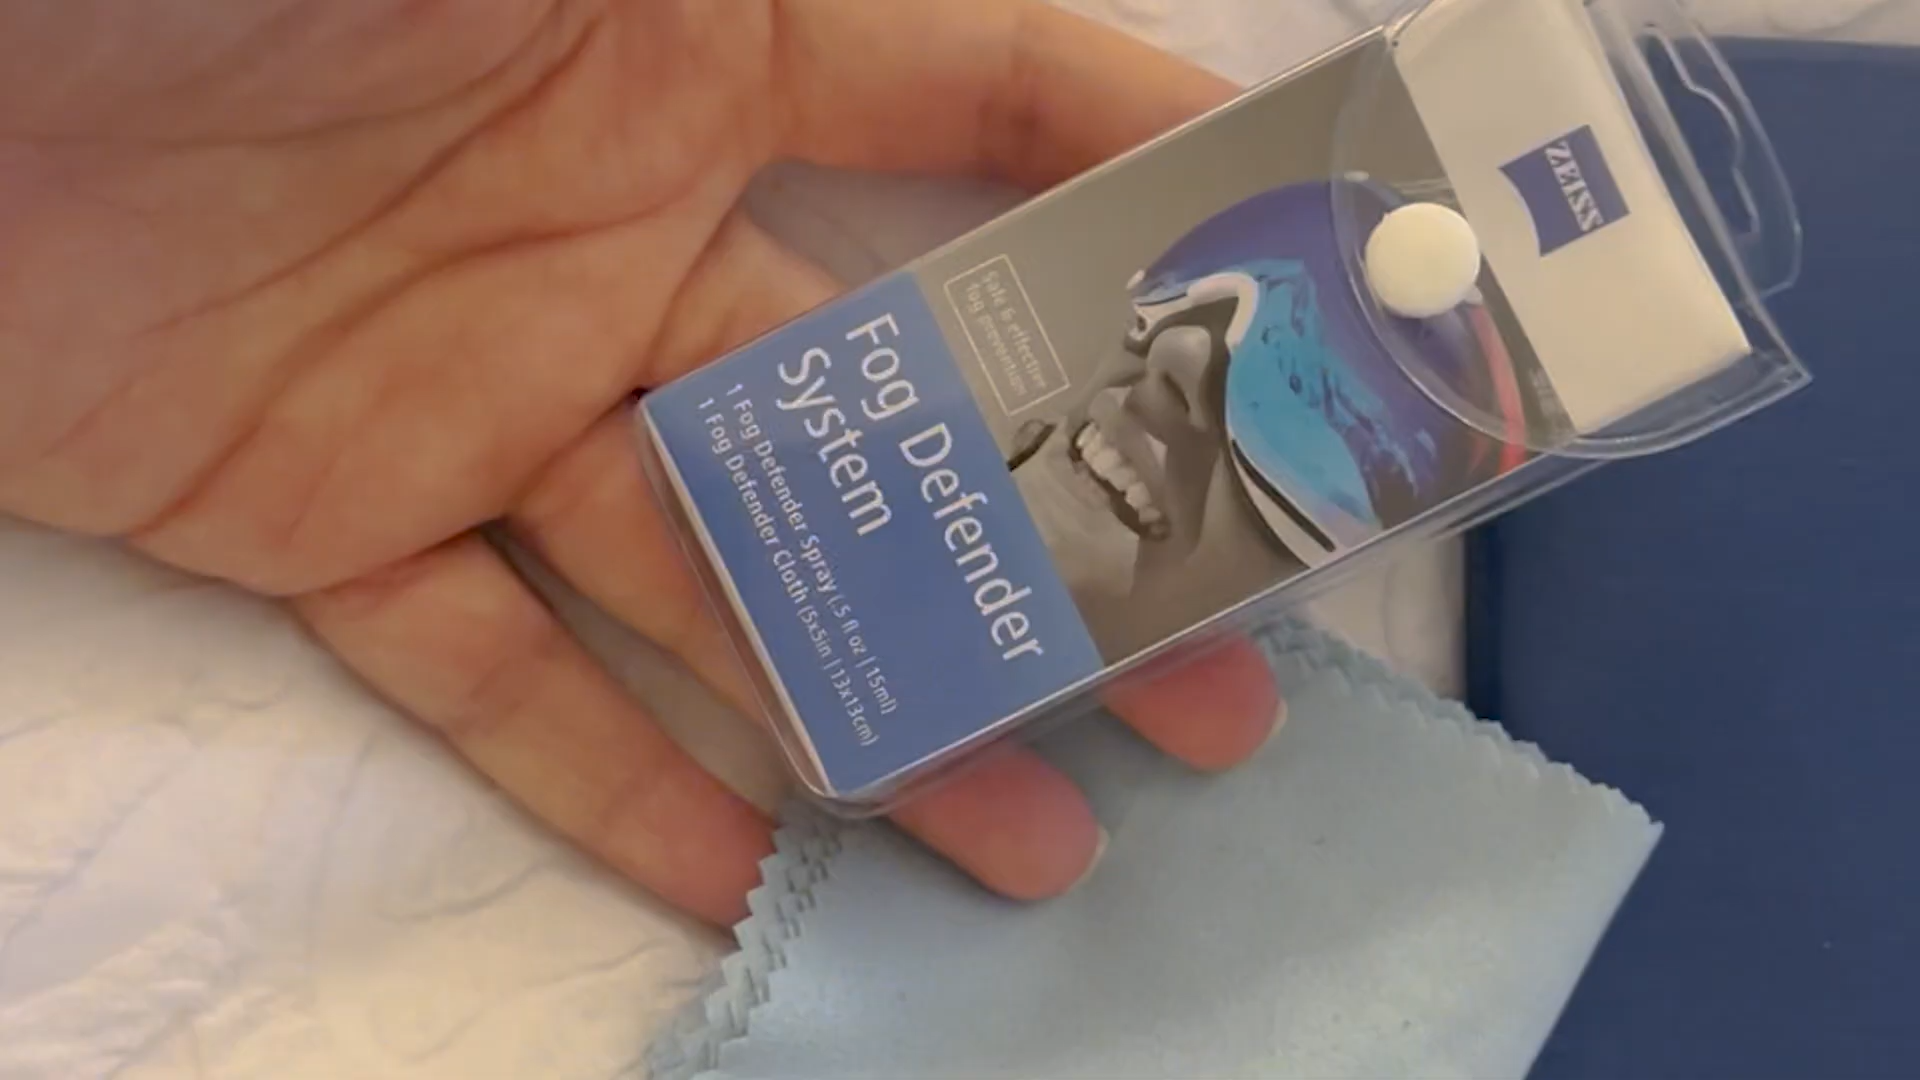 ZEISS
safe & effective
fog prevention
Fog Defender
System
1 Fog Defender Spray (.5 fl oz | 15ml)
1 Fog Defender Cloth (5x5in | 13x13cm)